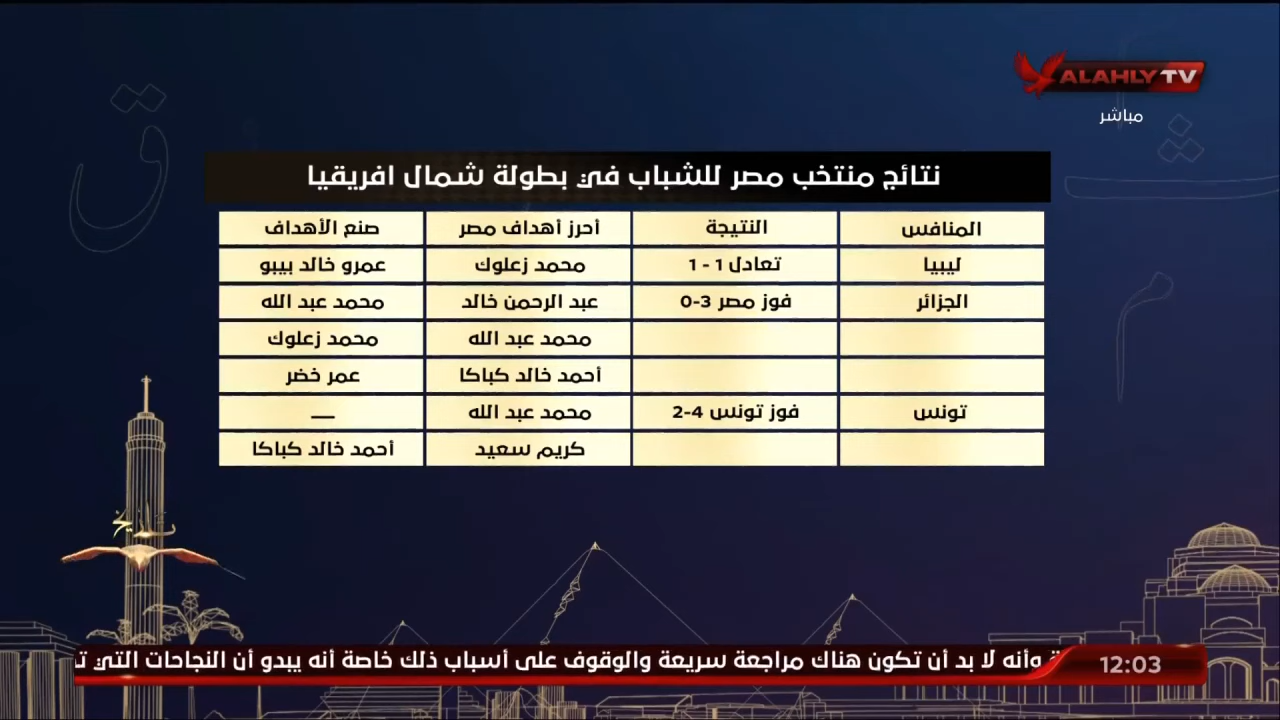 ALAHLY TV
مباشر
نتائج منتخب مصر للشباب في بطولة شمال افريقيا
المنافس النتيجة أحرز أهداف مصر صنع الأهداف
ليبيا تعادل 1 - 1 محمد زعلوك عمرو خالد بيبو
الجزائر فوز مصر 3-0 عبد الرحمن خالد محمد عبد الله
محمد عبد الله محمد زعلوك
أحمد خالد كباكا عمر خضر
تونس فوز تونس 4-2 محمد عبد الله —
كريم سعيد أحمد خالد كباكا
وأنه لا بد أن تكون هناك مراجعة سريعة والوقوف على أسباب ذلك خاصة أنه يبدو أن النجاحات التي
12:03